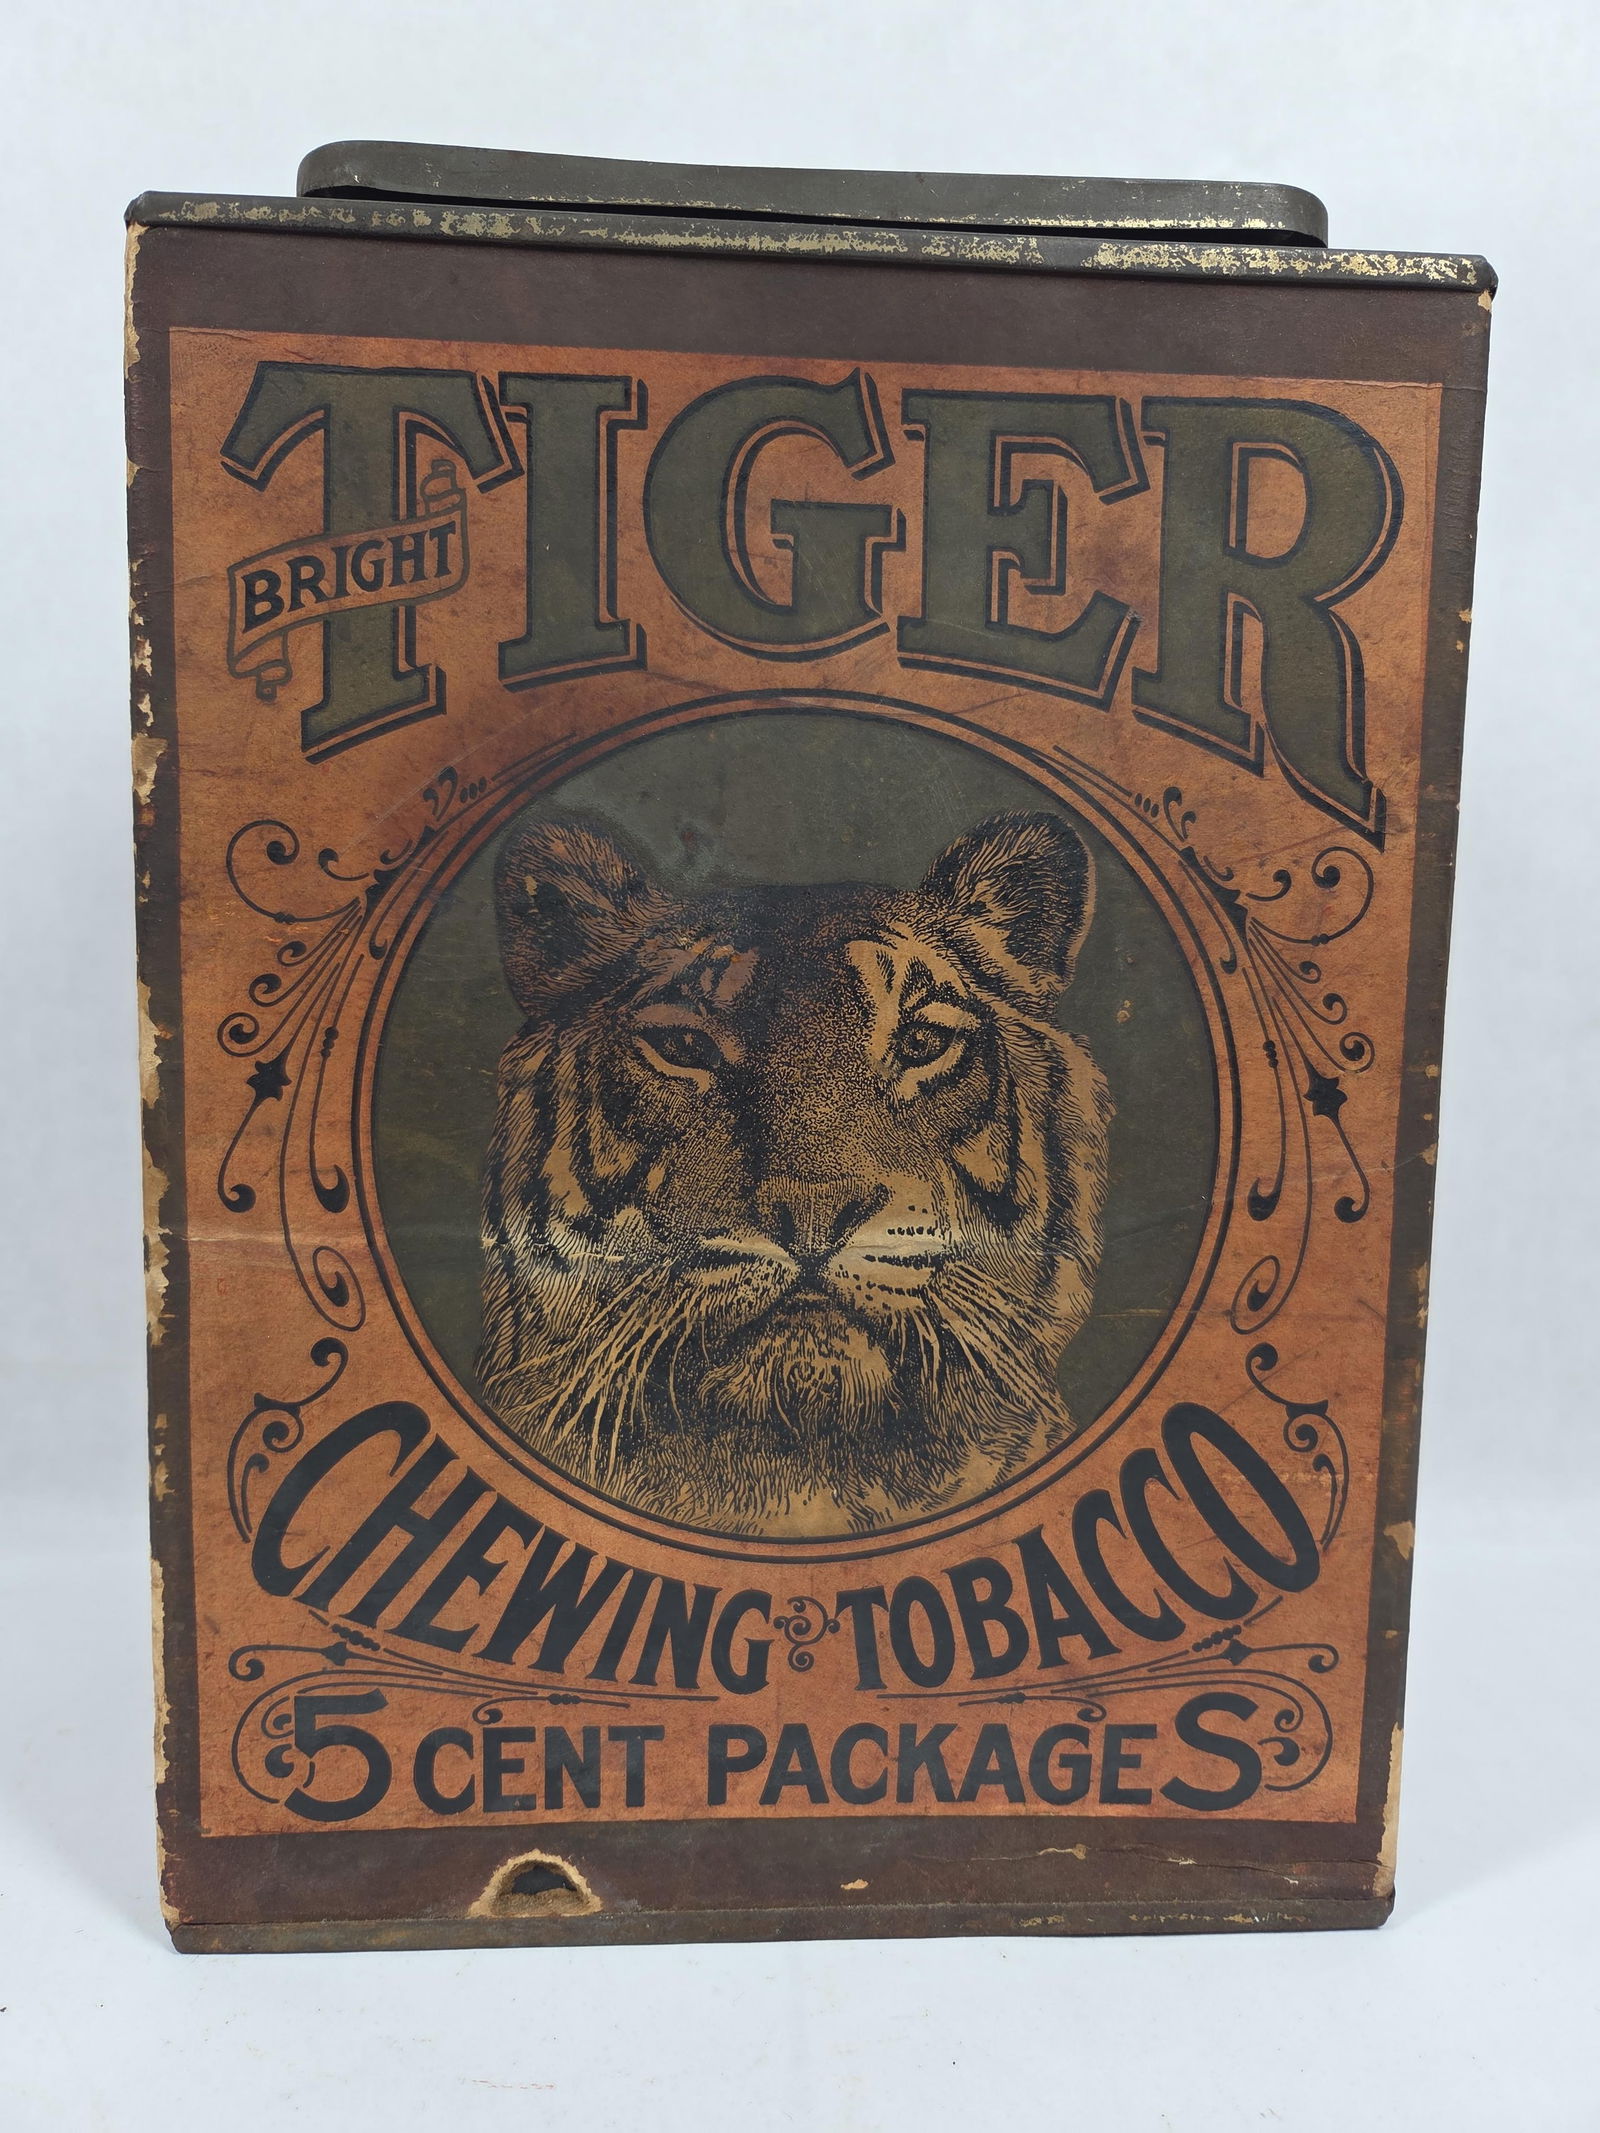 TIGER
BRIGHT
CHEWING TOBACCO
5 CENT PACKAGES